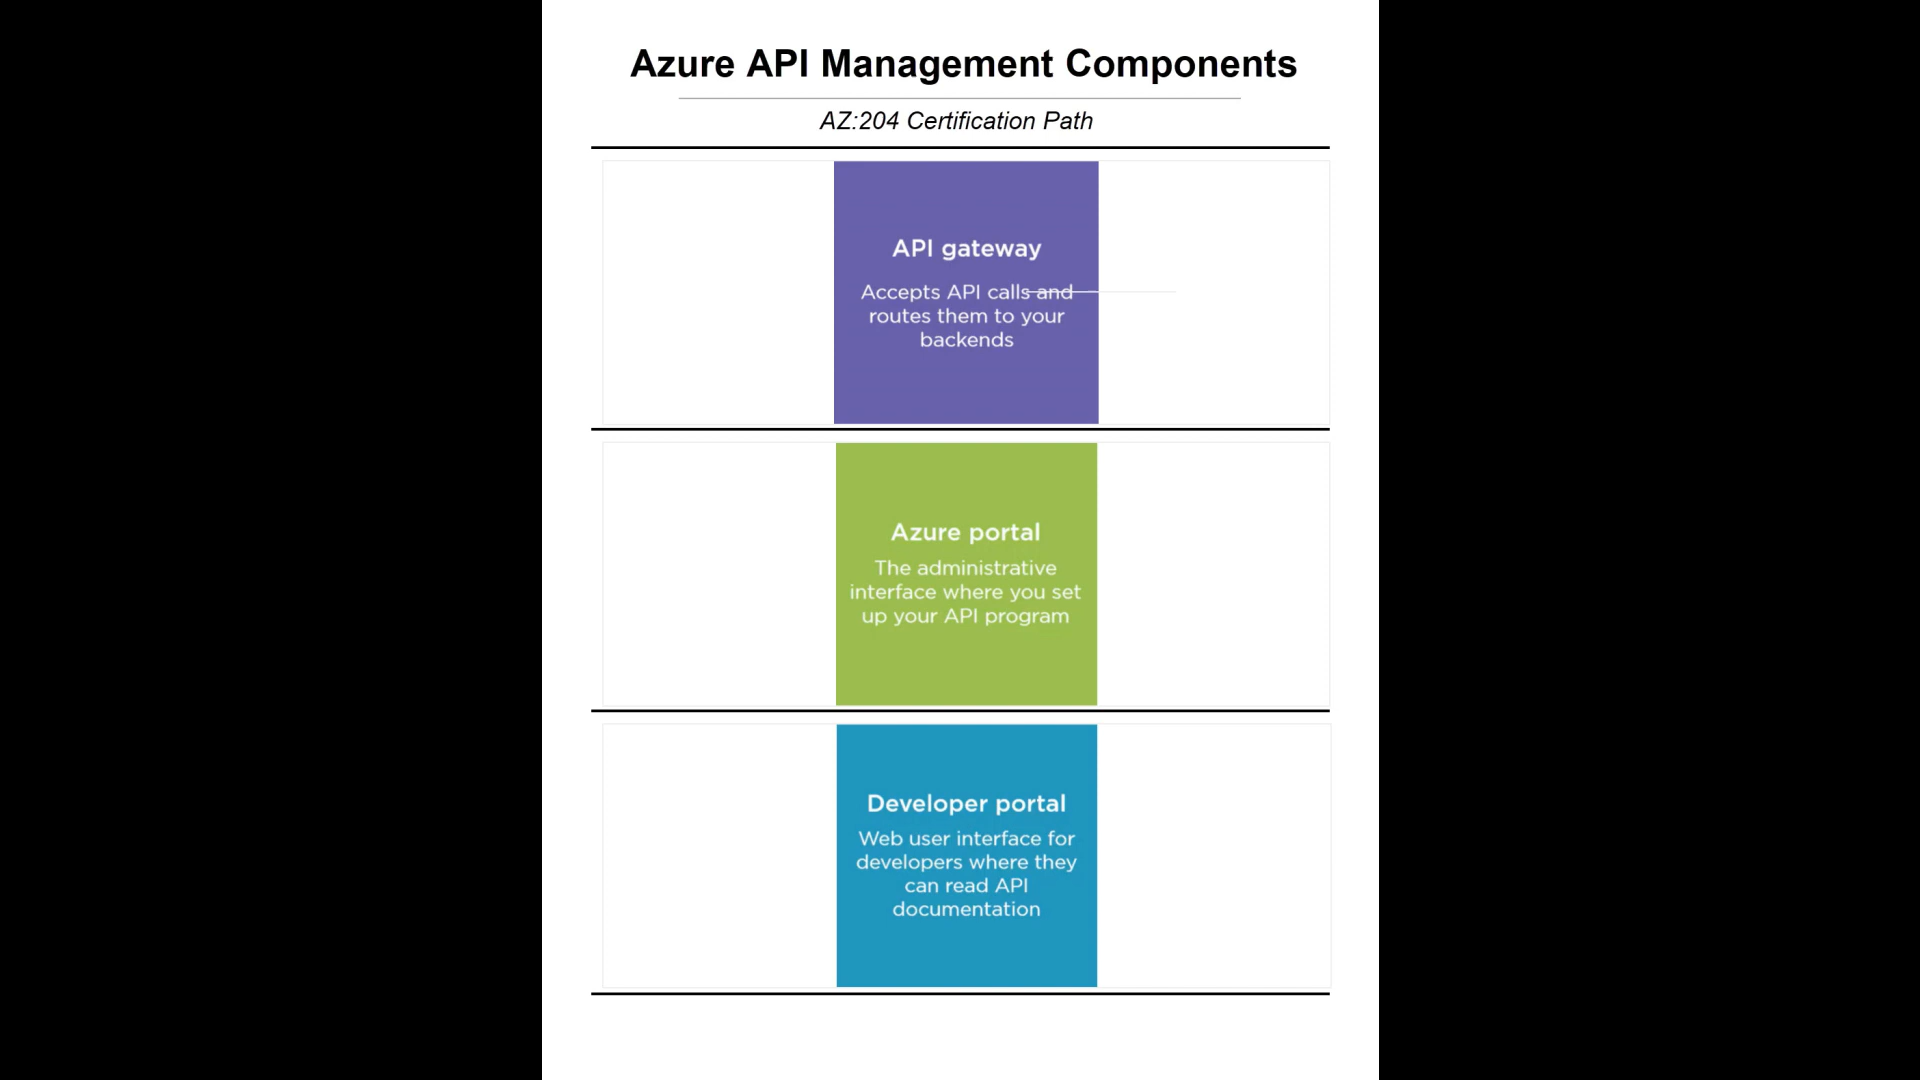 Azure API Management Components
AZ:204 Certification Path
API gateway
Accepts API calls and
routes them to your
backends
Azure portal
The administrative
interface where you set
up your API program
Developer portal
Web user interface for
developers where they
can read API
documentation